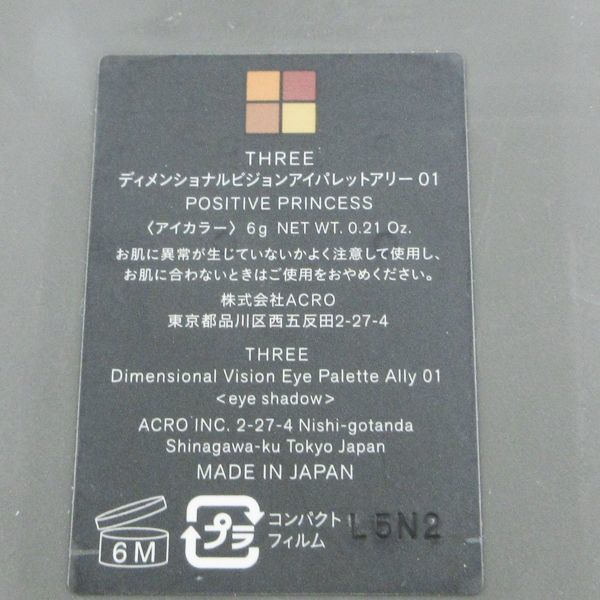 THREE
ディメンショナルビジョンアイパレットアリー 01
POSITIVE PRINCESS
〈アイカラー〉 6g NET WT. 0.21 Oz.
お肌に異常が生じていないかよく注意して使用し、
お肌に合わないときはご使用をおやめください。
株式会社ACRO
東京都品川区西五反田2-27-4
THREE
Dimensional Vision Eye Palette Ally 01
<eye shadow>
ACRO INC. 2-27-4 Nishi-gotanda
Shinagawa-ku Tokyo Japan
MADE IN JAPAN
6M
プラ
コンパクト
フィルム
L5N2